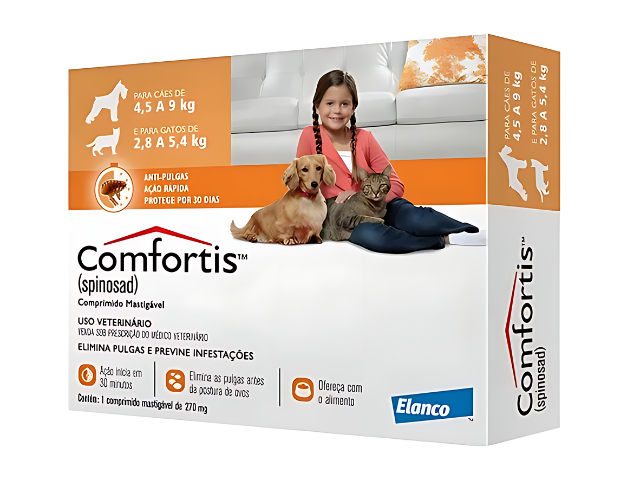 PARA CÃES DE
4,5 A 9 kg
E PARA GATOS DE
2,8 A 5,4 kg
ANTI-PULGAS
AÇÃO RÁPIDA
PROTEGE POR 30 DIAS
Comfortis™
(spinosad)
Comprimido Mastigável
USO VETERINÁRIO
VENDA SOB PRESCRIÇÃO DO MÉDICO VETERINÁRIO
ELIMINA PULGAS E PREVINE INFESTAÇÕES
Ação inicia em
30 minutos
Elimina as pulgas antes
da postura de ovos
Ofereça com
o alimento
Contém: 1 comprimido mastigável de 270 mg
Elanco
PARA CÃES DE
4,5 A 9 kg
E PARA GATOS DE
2,8 A 5,4 kg
Comfortis™
(spinosad)